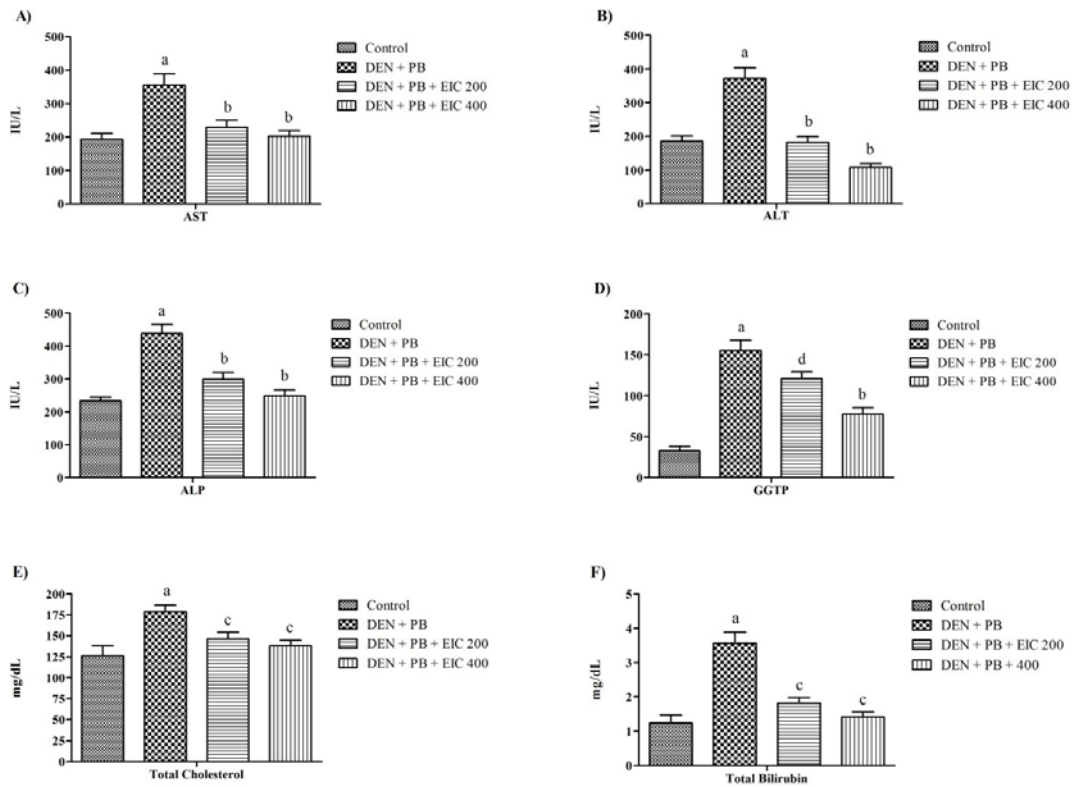 A)
500
400
300
200
100
0
IU/L
a
b
b
AST
Control
DEN + PB
DEN + PB + EIC 200
DEN + PB + EIC 400
B)
500
400
300
200
100
0
IU/L
a
b
b
ALT
Control
DEN + PB
DEN + PB + EIC 200
DEN + PB + EIC 400
C)
500
400
300
200
100
0
IU/L
a
b
b
ALP
Control
DEN + PB
DEN + PB + EIC 200
DEN + PB + EIC 400
D)
200
150
100
50
0
IU/L
a
d
b
GGTP
Control
DEN + PB
DEN + PB + EIC 200
DEN + PB + EIC 400
E)
200
175
150
125
100
75
50
25
0
mg/dL
a
c
c
Total Cholesterol
Control
DEN + PB
DEN + PB + EIC 200
DEN + PB + EIC 400
F)
5
4
3
2
1
0
mg/dL
a
c
c
Total Bilirubin
Control
DEN + PB
DEN + PB + EIC 200
DEN + PB + 400